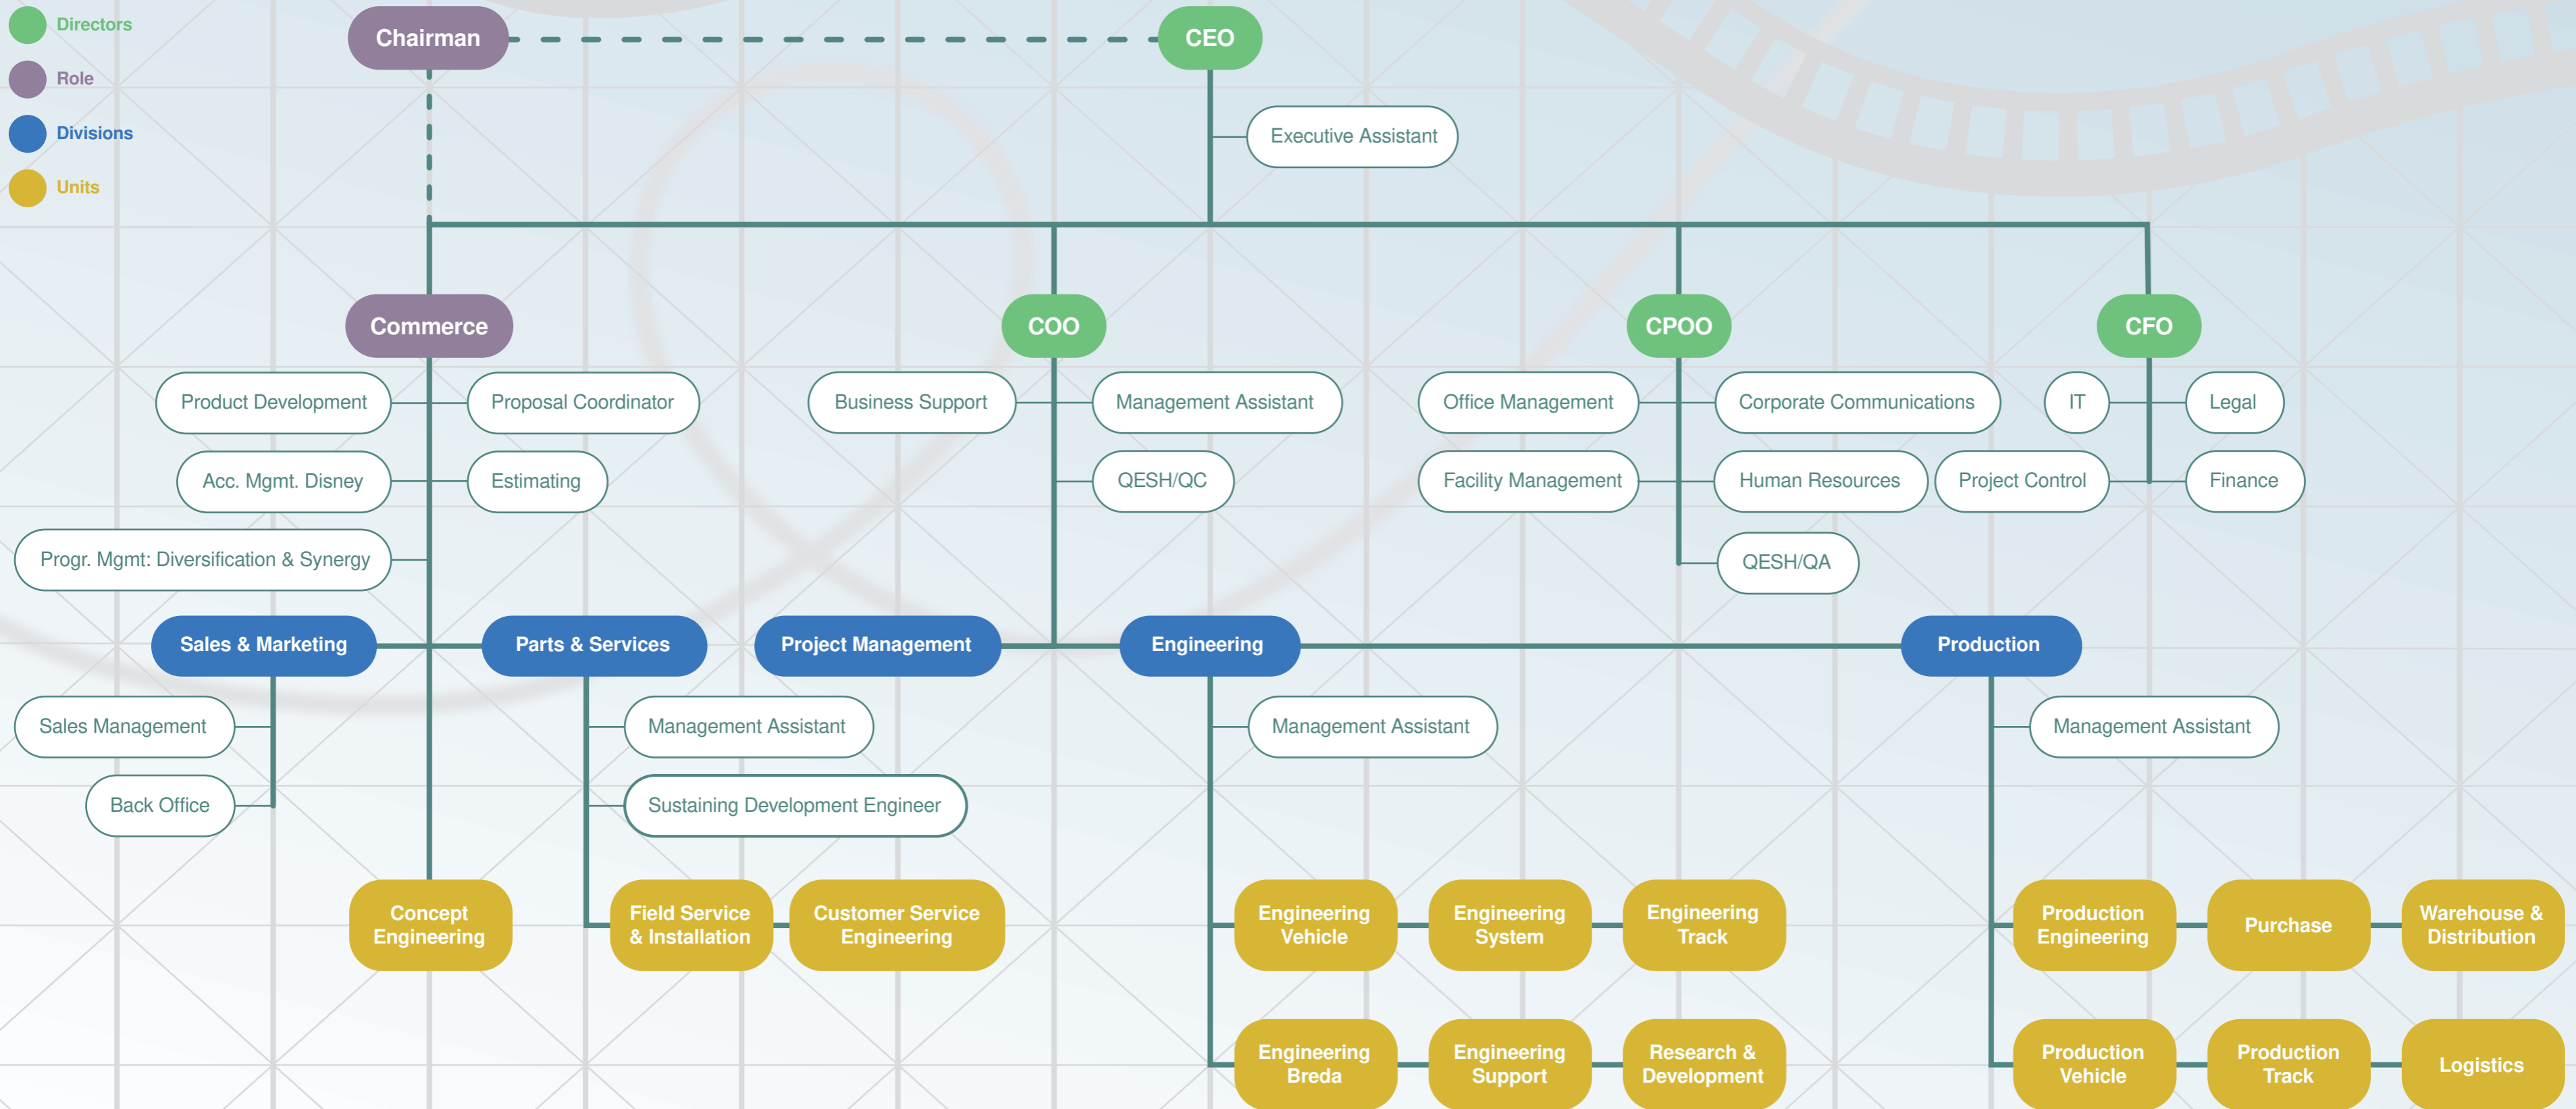 Directors
Role
Divisions
Units
Chairman
CEO
Executive Assistant
Commerce
COO
CPOO
CFO
Product Development
Proposal Coordinator
Business Support
Management Assistant
Office Management
Corporate Communications
IT
Legal
Acc. Mgmt. Disney
Estimating
QESH/QC
Facility Management
Human Resources
Project Control
Finance
Progr. Mgmt: Diversification & Synergy
QESH/QA
Sales & Marketing
Parts & Services
Project Management
Engineering
Production
Sales Management
Management Assistant
Management Assistant
Management Assistant
Back Office
Sustaining Development Engineer
Concept
Engineering
Field Service
& Installation
Customer Service
Engineering
Engineering
Vehicle
Engineering
System
Engineering
Track
Production
Engineering
Purchase
Warehouse &
Distribution
Engineering
Breda
Engineering
Support
Research &
Development
Production
Vehicle
Production
Track
Logistics